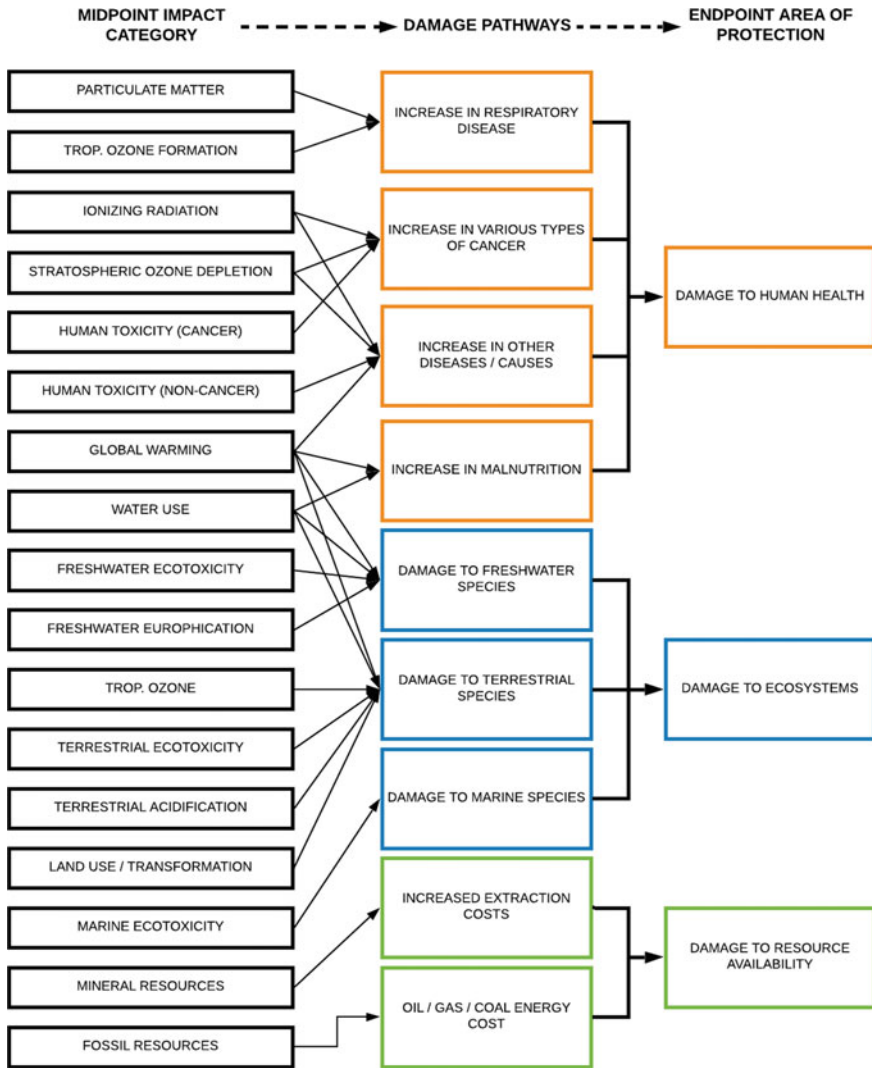 MIDPOINT IMPACT
CATEGORY
DAMAGE PATHWAYS
ENDPOINT AREA OF
PROTECTION
PARTICULATE MATTER
TROP. OZONE FORMATION
IONIZING RADIATION
STRATOSPHERIC OZONE DEPLETION
HUMAN TOXICITY (CANCER)
HUMAN TOXICITY (NON-CANCER)
GLOBAL WARMING
WATER USE
FRESHWATER ECOTOXICITY
FRESHWATER EUROPHICATION
TROP. OZONE
TERRESTRIAL ECOTOXICITY
TERRESTRIAL ACIDIFICATION
LAND USE / TRANSFORMATION
MARINE ECOTOXICITY
MINERAL RESOURCES
FOSSIL RESOURCES
INCREASE IN RESPIRATORY
DISEASE
INCREASE IN VARIOUS TYPES
OF CANCER
INCREASE IN OTHER
DISEASES / CAUSES
INCREASE IN MALNUTRITION
DAMAGE TO FRESHWATER
SPECIES
DAMAGE TO TERRESTRIAL
SPECIES
DAMAGE TO MARINE SPECIES
INCREASED EXTRACTION
COSTS
OIL / GAS / COAL ENERGY
COST
DAMAGE TO HUMAN HEALTH
DAMAGE TO ECOSYSTEMS
DAMAGE TO RESOURCE
AVAILABILITY